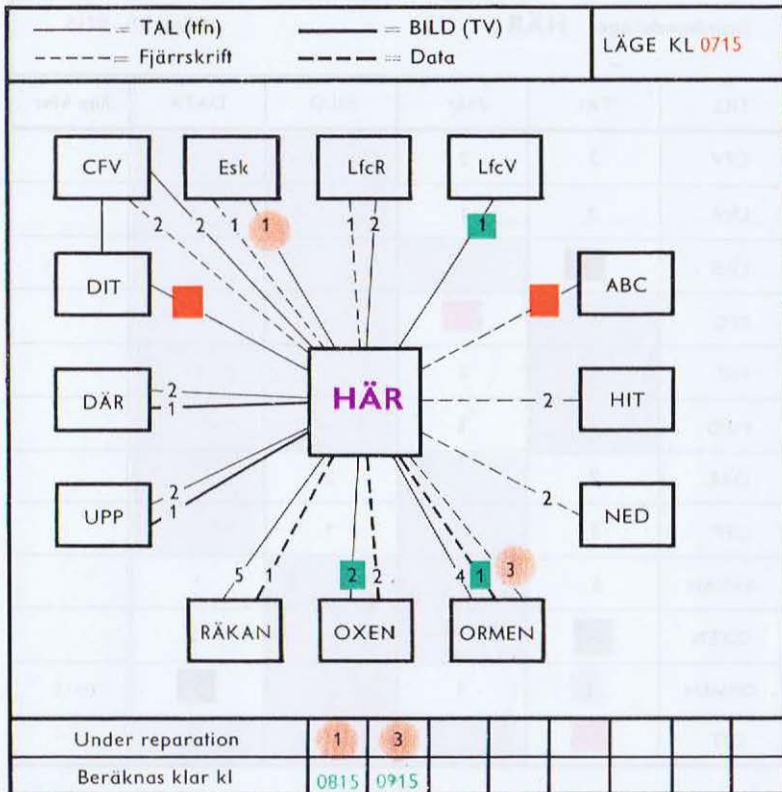 = TAL (tfn)
= BILD (TV)
LÄGE KL 0715
= Fjärrskrift
= Data
CFV
Esk
LfcR
LfcV
2
2
1
1
2
1
DIT
ABC
DÄR
2
1
HÄR
2
HIT
UPP
2
1
2
NED
5
1
2
2
4
1
3
RÄKAN
OXEN
ORMEN
Under reparation 1 3
Beräknas klar kl 0815 0915